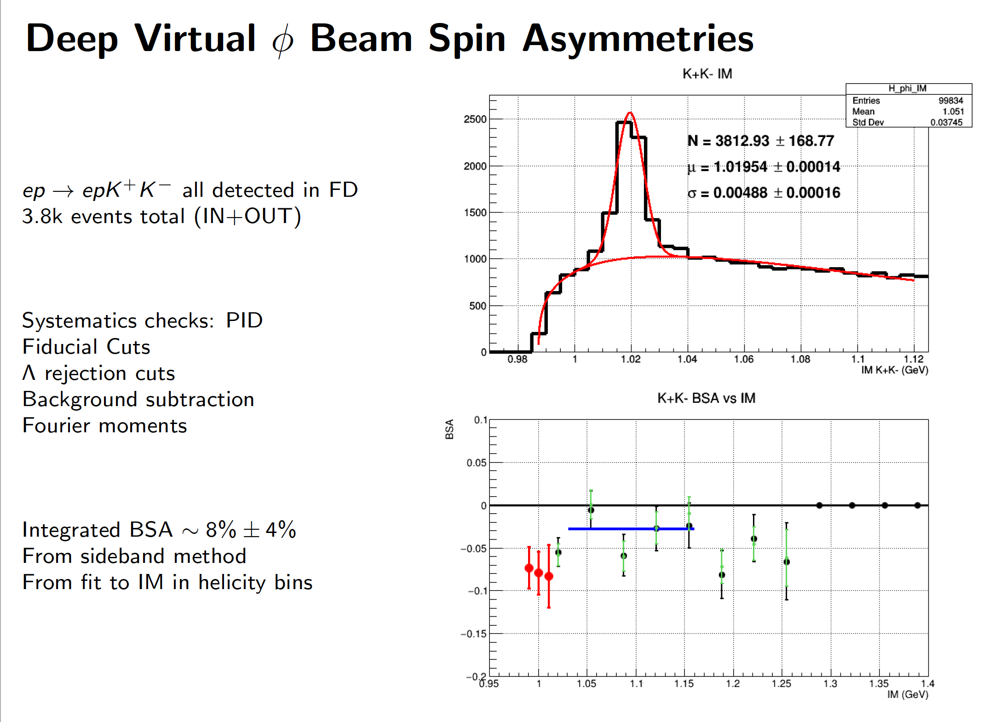 Deep Virtual ϕ Beam Spin Asymmetries
ep → epK⁺K⁻ all detected in FD
3.8k events total (IN+OUT)
Systematics checks: PID
Fiducial Cuts
Λ rejection cuts
Background subtraction
Fourier moments
Integrated BSA ∼ 8% ± 4%
From sideband method
From fit to IM in helicity bins
K+K- IM
H_phi_IM
Entries 99834
Mean 1.051
Std Dev 0.03745
N = 3812.93 ± 168.77
μ = 1.01954 ± 0.00014
σ = 0.00488 ± 0.00016
2500
2000
1500
1000
500
0
0.98 1 1.02 1.04 1.06 1.08 1.1 1.12
IM K+K- (GeV)
K+K- BSA vs IM
BSA
0.1
0.05
0
−0.05
−0.1
−0.15
−0.2
0.95 1 1.05 1.1 1.15 1.2 1.25 1.3 1.35 1.4
IM (GeV)